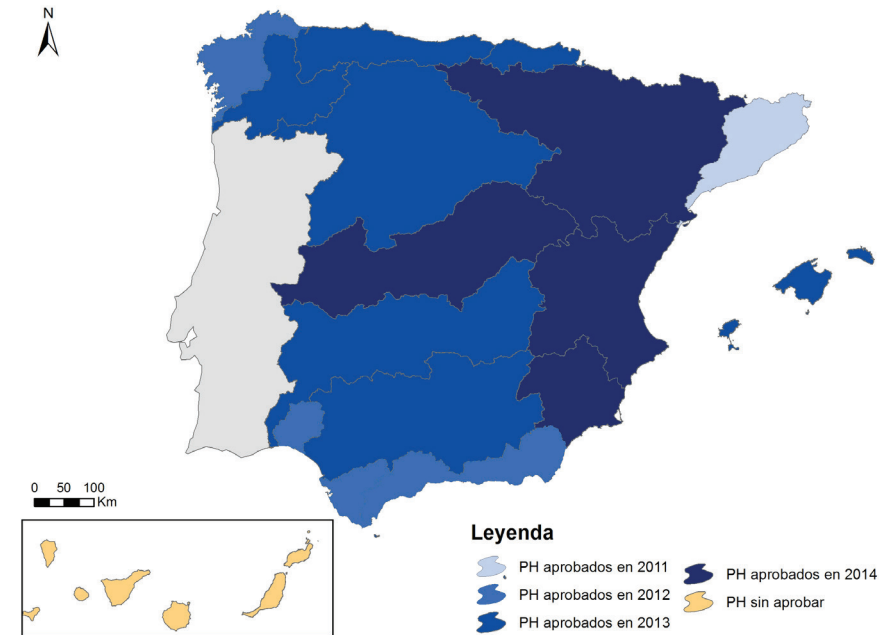 N
0 50 100
Km
Leyenda
PH aprobados en 2011
PH aprobados en 2012
PH aprobados en 2013
PH aprobados en 2014
PH sin aprobar